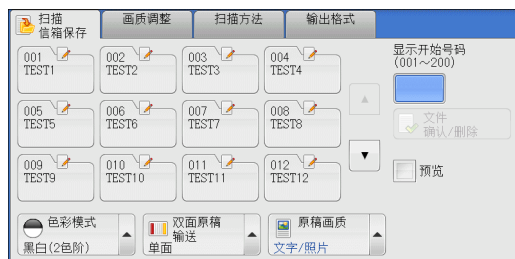 扫描
信箱保存
画质调整
扫描方法
输出格式
显示开始号码
(001～200)
001
TEST1
002
TEST2
003
TEST3
004
TEST4
005
TEST5
006
TEST6
007
TEST7
008
TEST8
文件
确认/删除
009
TEST9
010
TEST10
011
TEST11
012
TEST12
预览
色彩模式
黑白(2色阶)
双面原稿
输送
单面
原稿画质
文字/照片